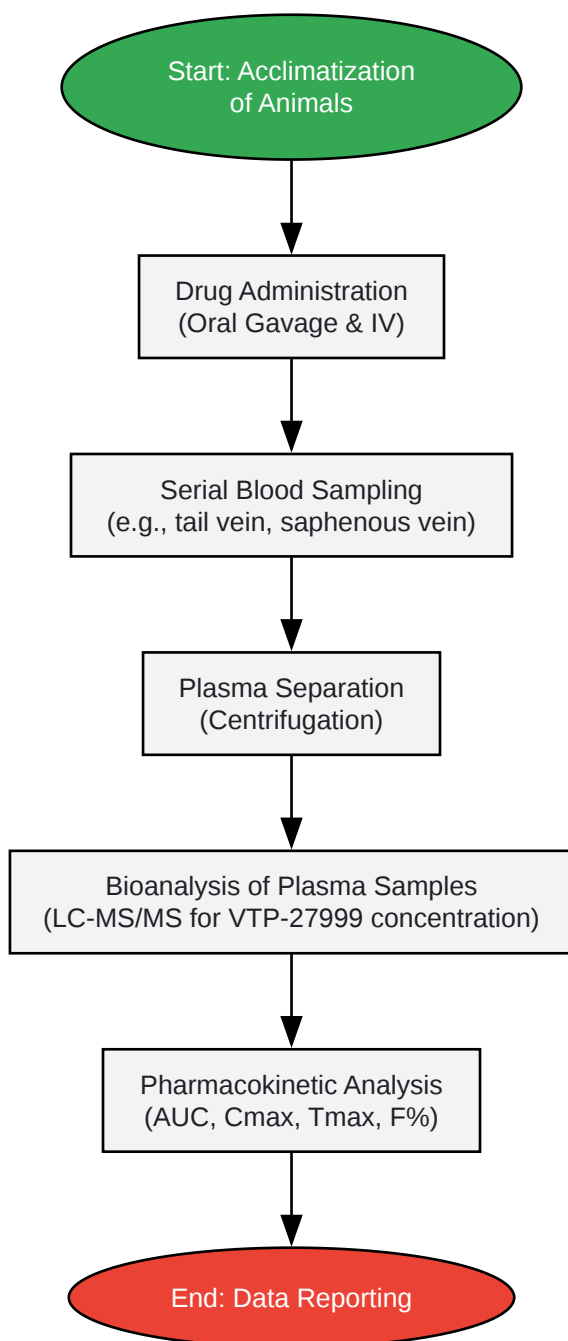 Start: Acclimatization
of Animals
Drug Administration
(Oral Gavage & IV)
Serial Blood Sampling
(e.g., tail vein, saphenous vein)
Plasma Separation
(Centrifugation)
Bioanalysis of Plasma Samples
(LC-MS/MS for VTP-27999 concentration)
Pharmacokinetic Analysis
(AUC, Cmax, Tmax, F%)
End: Data Reporting